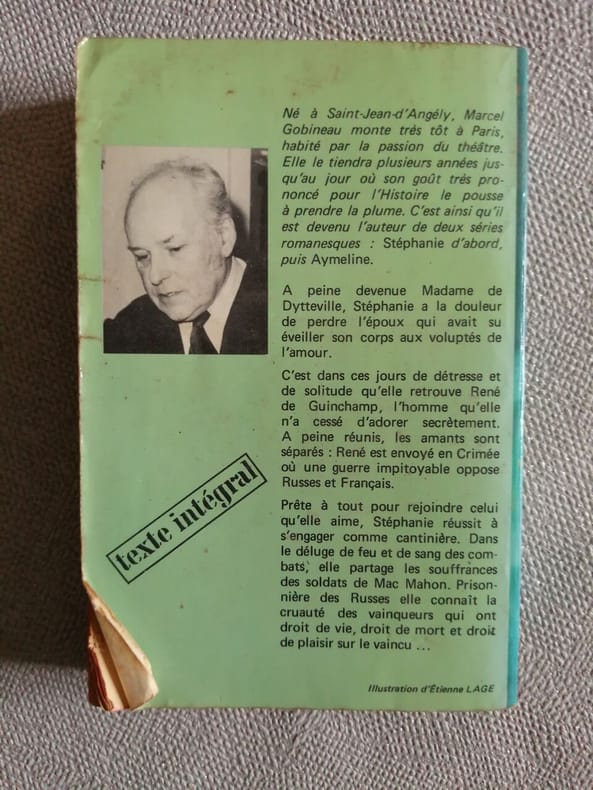 Né à Saint-Jean-d'Angély, Marcel
Gobineau monte très tôt à Paris,
habité par la passion du théâtre.
Elle le tiendra plusieurs années jus-
qu'au jour où son goût très pro-
noncé pour l'Histoire le pousse
à prendre la plume. C'est ainsi qu'il
est devenu l'auteur de deux séries
romanesques : Stéphanie d'abord,
puis Aymeline.
A peine devenue Madame de
Dytteville, Stéphanie a la douleur
de perdre l'époux qui avait su
éveiller son corps aux voluptés de
l'amour.
C'est dans ces jours de détresse et
de solitude qu'elle retrouve René
de Guinchamp, l'homme qu'elle
n'a cessé d'adorer secrètement.
A peine réunis, les amants sont
séparés : René est envoyé en Crimée
où une guerre impitoyable oppose
Russes et Français.
Prête à tout pour rejoindre celui
qu'elle aime, Stéphanie réussit à
s'engager comme cantinière. Dans
le déluge de feu et de sang des com-
bats, elle partage les souffrances
des soldats de Mac Mahon. Prison-
nière des Russes elle connaît la
cruauté des vainqueurs qui ont
droit de vie, droit de mort et droit
de plaisir sur le vaincu ...
texte intégral
Illustration d'Étienne LAGE